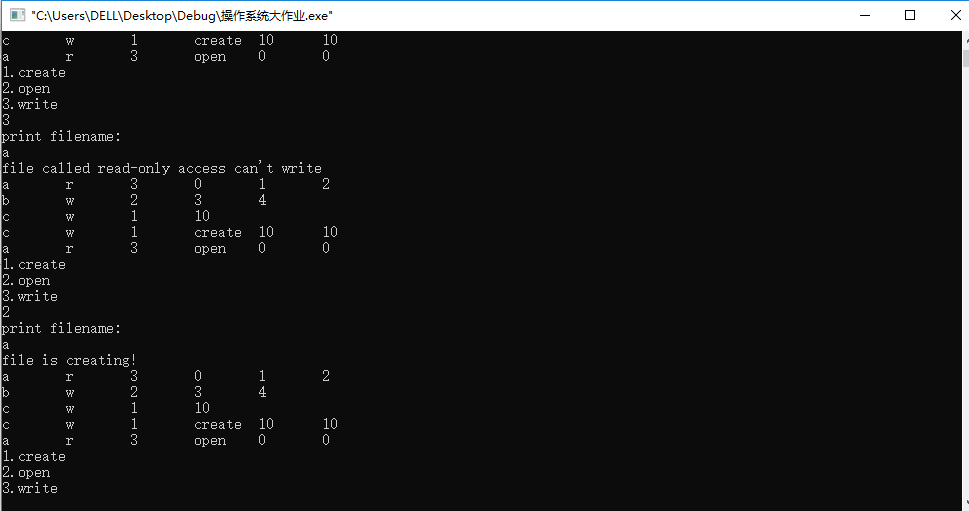 "C:\Users\DELL\Desktop\Debug\操作系统大作业.exe"
c w 1 create 10 10
a r 3 open 0 0
1.create
2.open
3.write
3
print filename:
a
file called read-only access can't write
a r 3 0 1 2
b w 2 3 4
c w 1 10
c w 1 create 10 10
a r 3 open 0 0
1.create
2.open
3.write
2
print filename:
a
file is creating!
a r 3 0 1 2
b w 2 3 4
c w 1 10
c w 1 create 10 10
a r 3 open 0 0
1.create
2.open
3.write